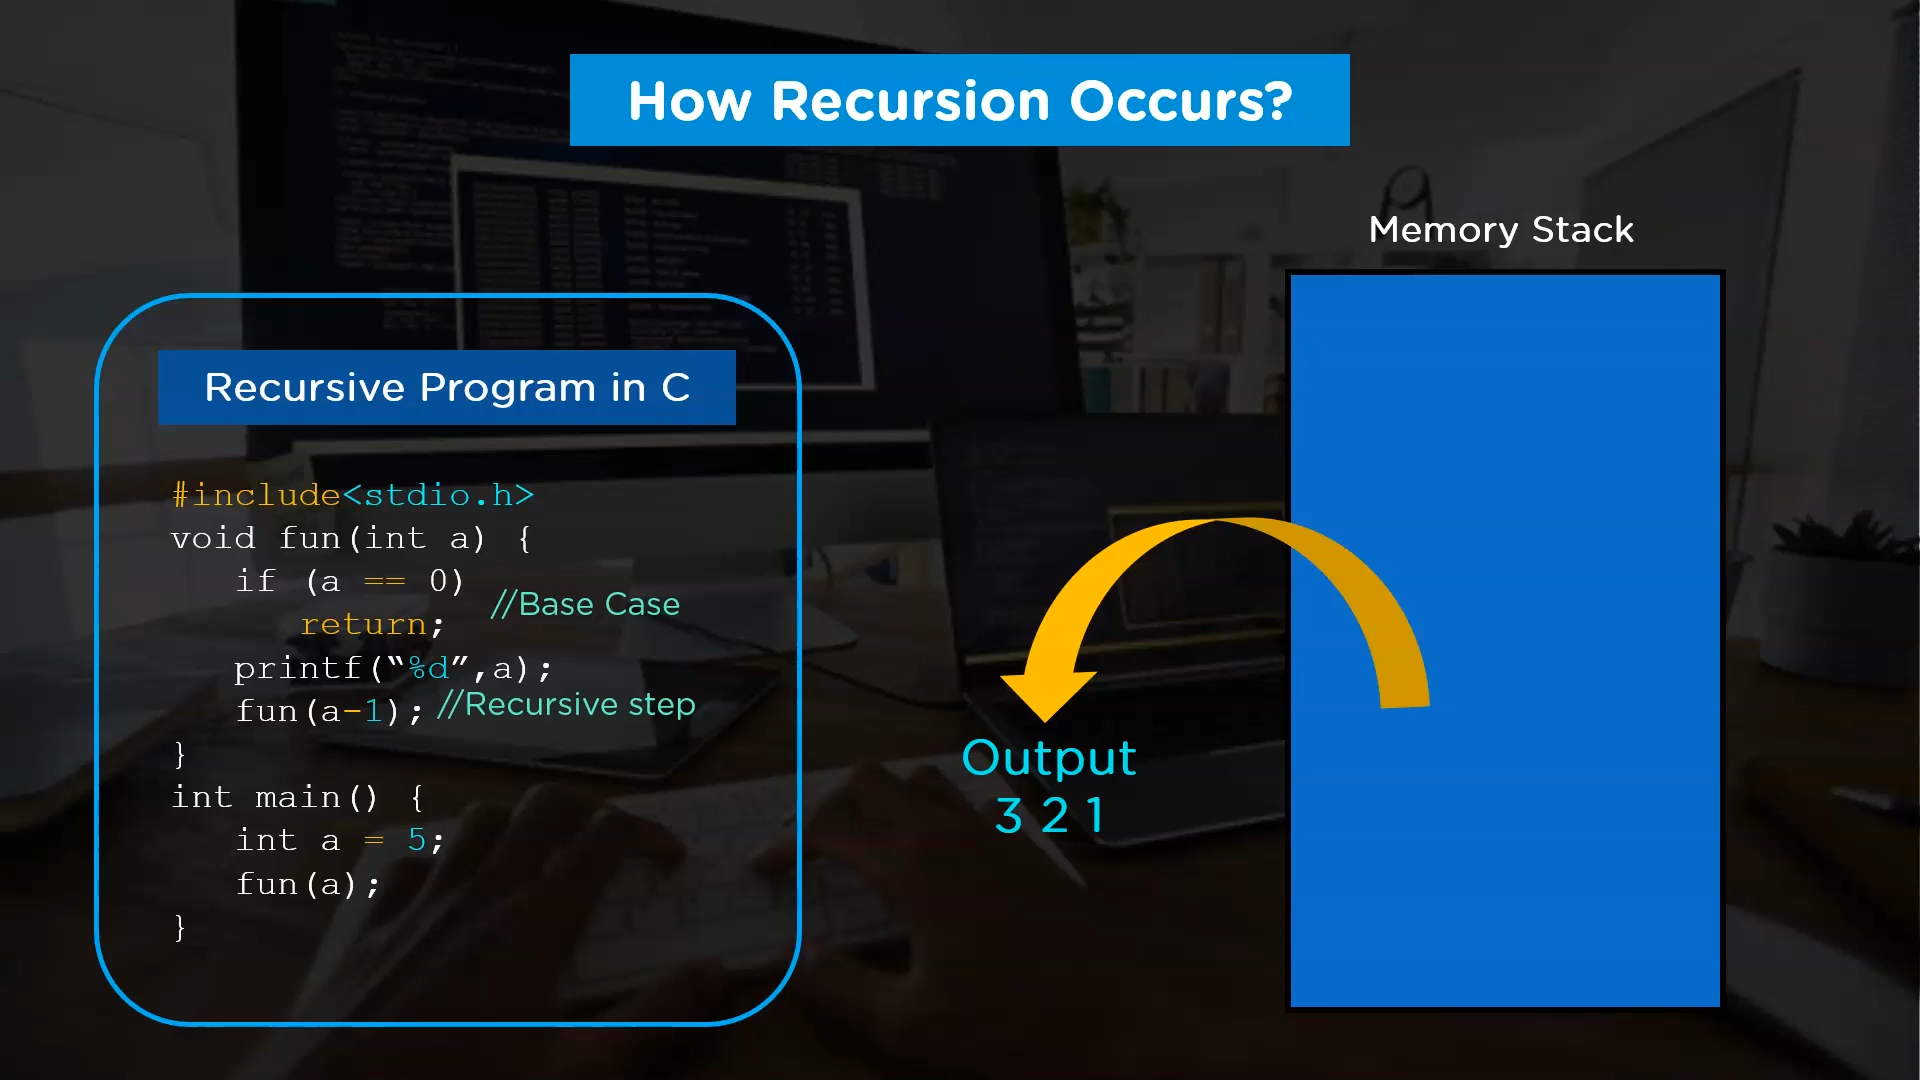 How Recursion Occurs?
Memory Stack
Recursive Program in C
#include<stdio.h>
void fun(int a) {
if (a == 0)
//Base Case
return;
printf(“%d”,a);
fun(a-1); //Recursive step
}
int main() {
int a = 5;
fun(a);
}
Output
3 2 1